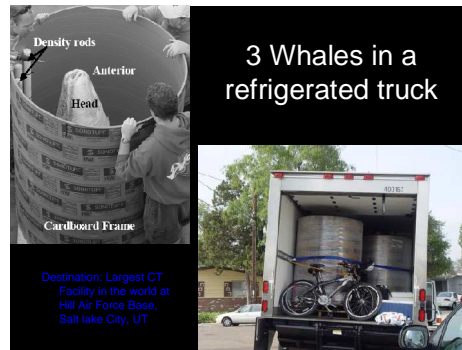 Density rods
Anterior
Head
Cardboard Frame
3 Whales in a
refrigerated truck
Destination: Largest CT
Facility in the world at
Hill Air Force Base,
Salt lake City, UT
SONOTUBE